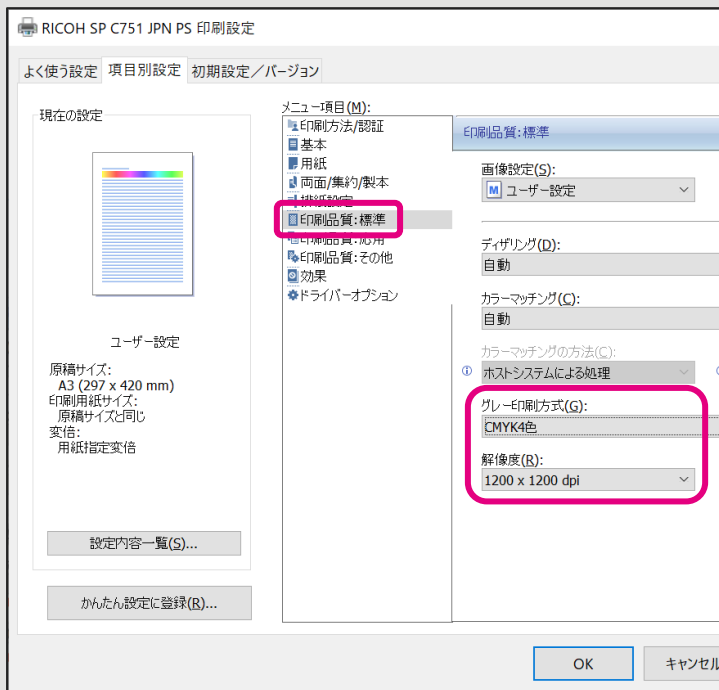 RICOH SP C751 JPN PS 印刷設定
よく使う設定 項目別設定 初期設定／バージョン
現在の設定
ユーザー設定
原稿サイズ:
A3 (297 x 420 mm)
印刷用紙サイズ:
原稿サイズと同じ
変倍:
用紙指定変倍
設定内容一覧(S)...
かんたん設定に登録(R)...
メニュー項目(M):
印刷方法/認証
基本
用紙
両面/集約/製本
排紙設定
印刷品質:標準
印刷品質:応用
印刷品質:その他
効果
ドライバーオプション
印刷品質:標準
画像設定(S):
M ユーザー設定
ディザリング(D):
自動
カラーマッチング(C):
自動
カラーマッチングの方法(C):
ホストシステムによる処理
グレー印刷方式(G):
CMYK4色
解像度(R):
1200 x 1200 dpi
OK キャンセル